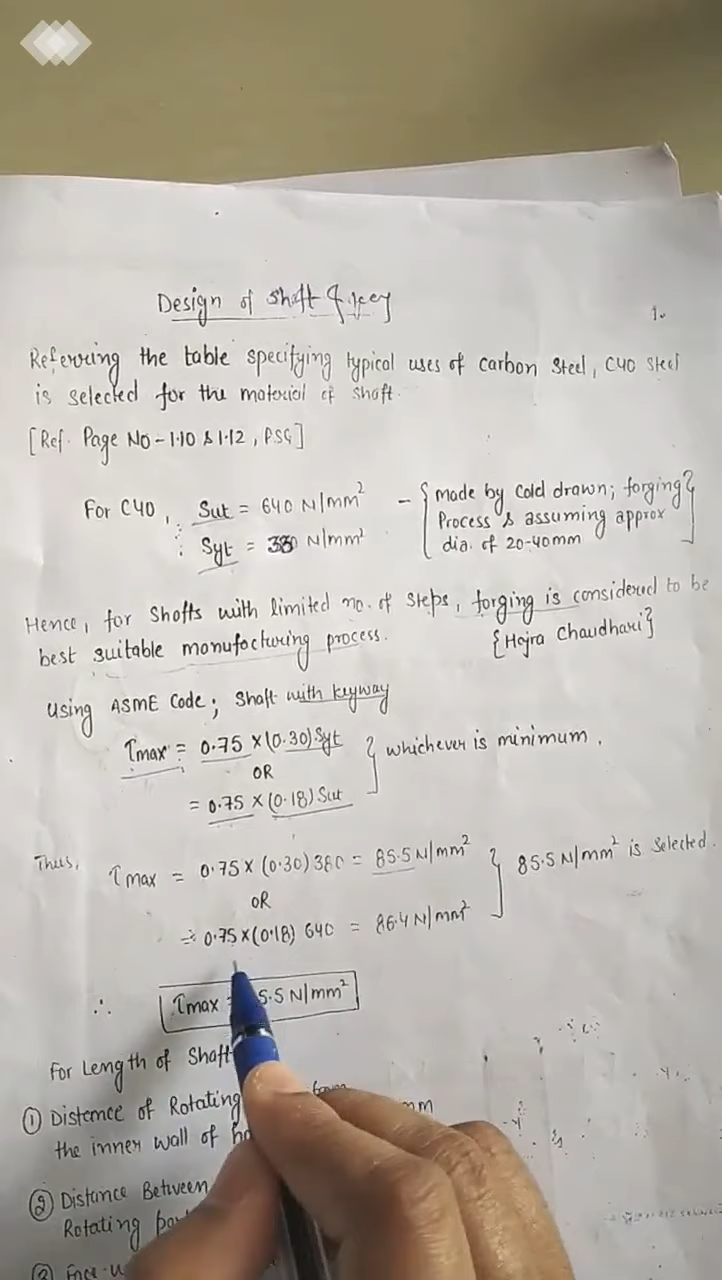 Design of Shaft & key
1.
Referring the table specifying typical uses of carbon steel, C40 steel
is selected for the material of shaft.
[Ref. Page No - 1.10 & 1.12, PSG]
For C40, Sut = 640 N/mm² - {made by cold drawn; forging}
: Syt = 380 N/mm² Process & assuming approx
dia. of 20-40mm
Hence, for Shafts with limited no. of steps, forging is considered to be
best suitable manufacturing process. {Hajra Chaudhari}
Using ASME Code; Shaft with keyway
τmax = 0.75 × (0.30) Syt } whichever is minimum.
OR
= 0.75 × (0.18) Sut
Thus, τmax = 0.75 × (0.30) 380 = 85.5 N/mm² } 85.5 N/mm² is selected.
OR
= 0.75 × (0.18) 640 = 86.4 N/mm²
∴ τmax = 5.5 N/mm²
For Length of Shaft
① Distance of Rotating mm
the inner wall of
② Distance Between
Rotating
③